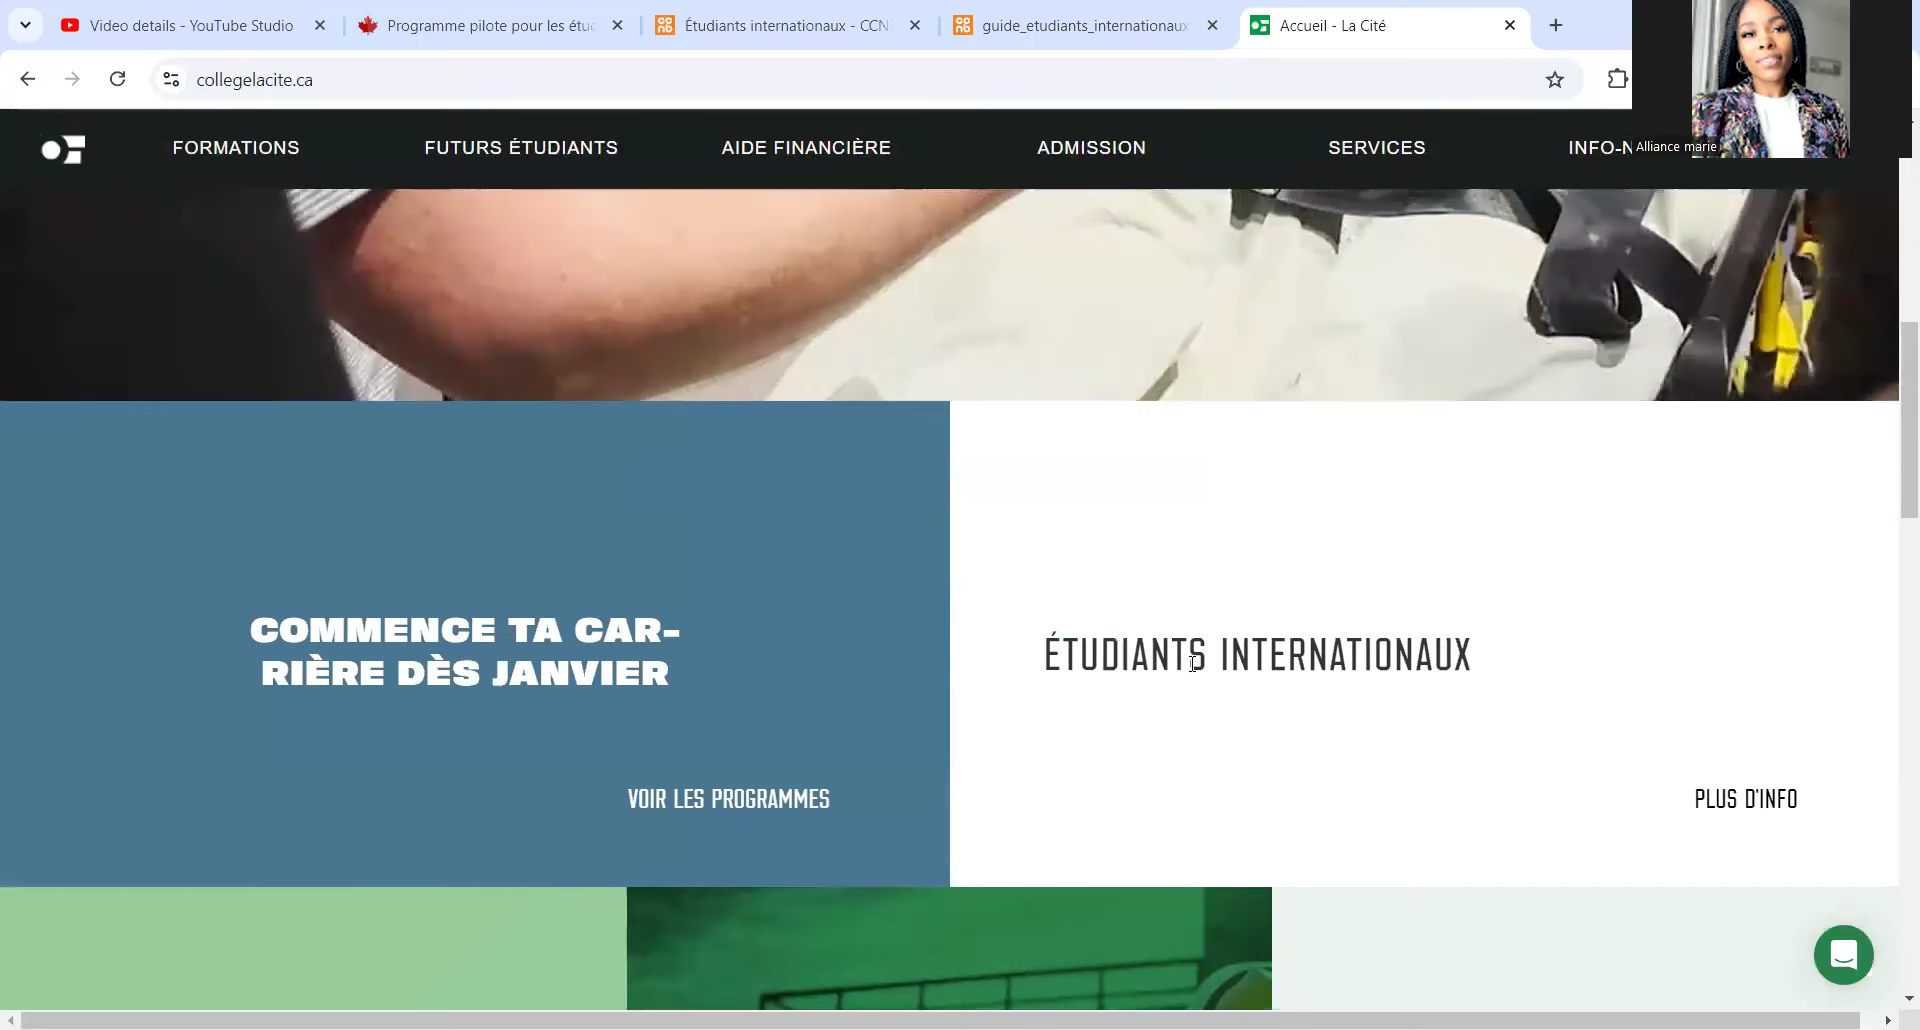 Video details - YouTube Studio
Programme pilote pour les étuc
Étudiants internationaux - CCN
guide_etudiants_internationaux
Accueil - La Cité
collegelacite.ca
FORMATIONS
FUTURS ÉTUDIANTS
AIDE FINANCIÈRE
ADMISSION
SERVICES
INFO-N
Alliance marie
COMMENCE TA CAR-
RIÈRE DÈS JANVIER
VOIR LES PROGRAMMES
ÉTUDIANTS INTERNATIONAUX
PLUS D'INFO